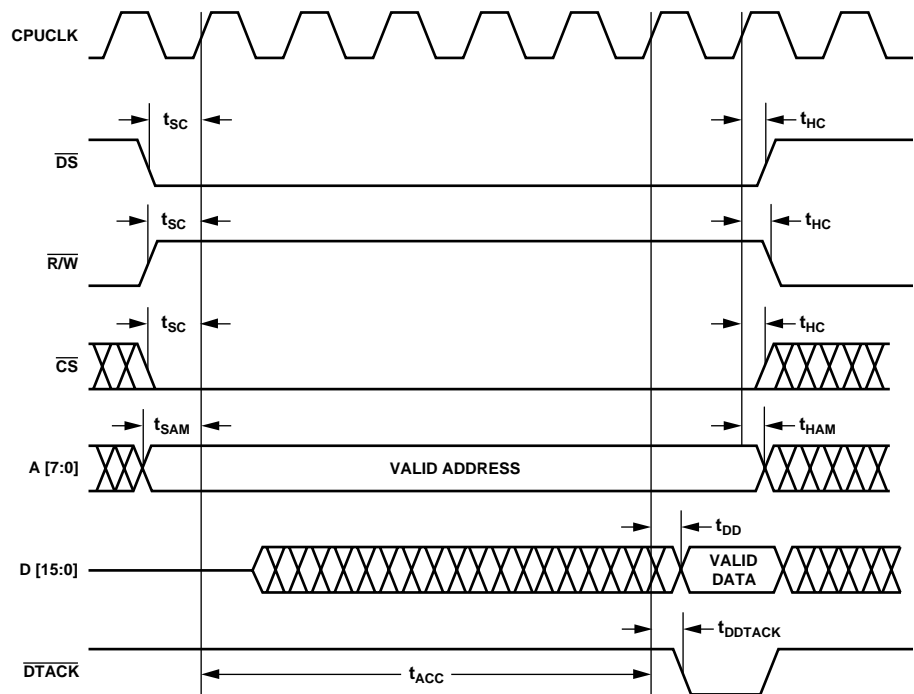 CPUCLK
tSC
tHC
DS
tSC
tHC
R/W
tSC
tHC
CS
tSAM
tHAM
A [7:0]
VALID ADDRESS
tDD
D [15:0]
VALID
DATA
tDDTACK
DTACK
tACC